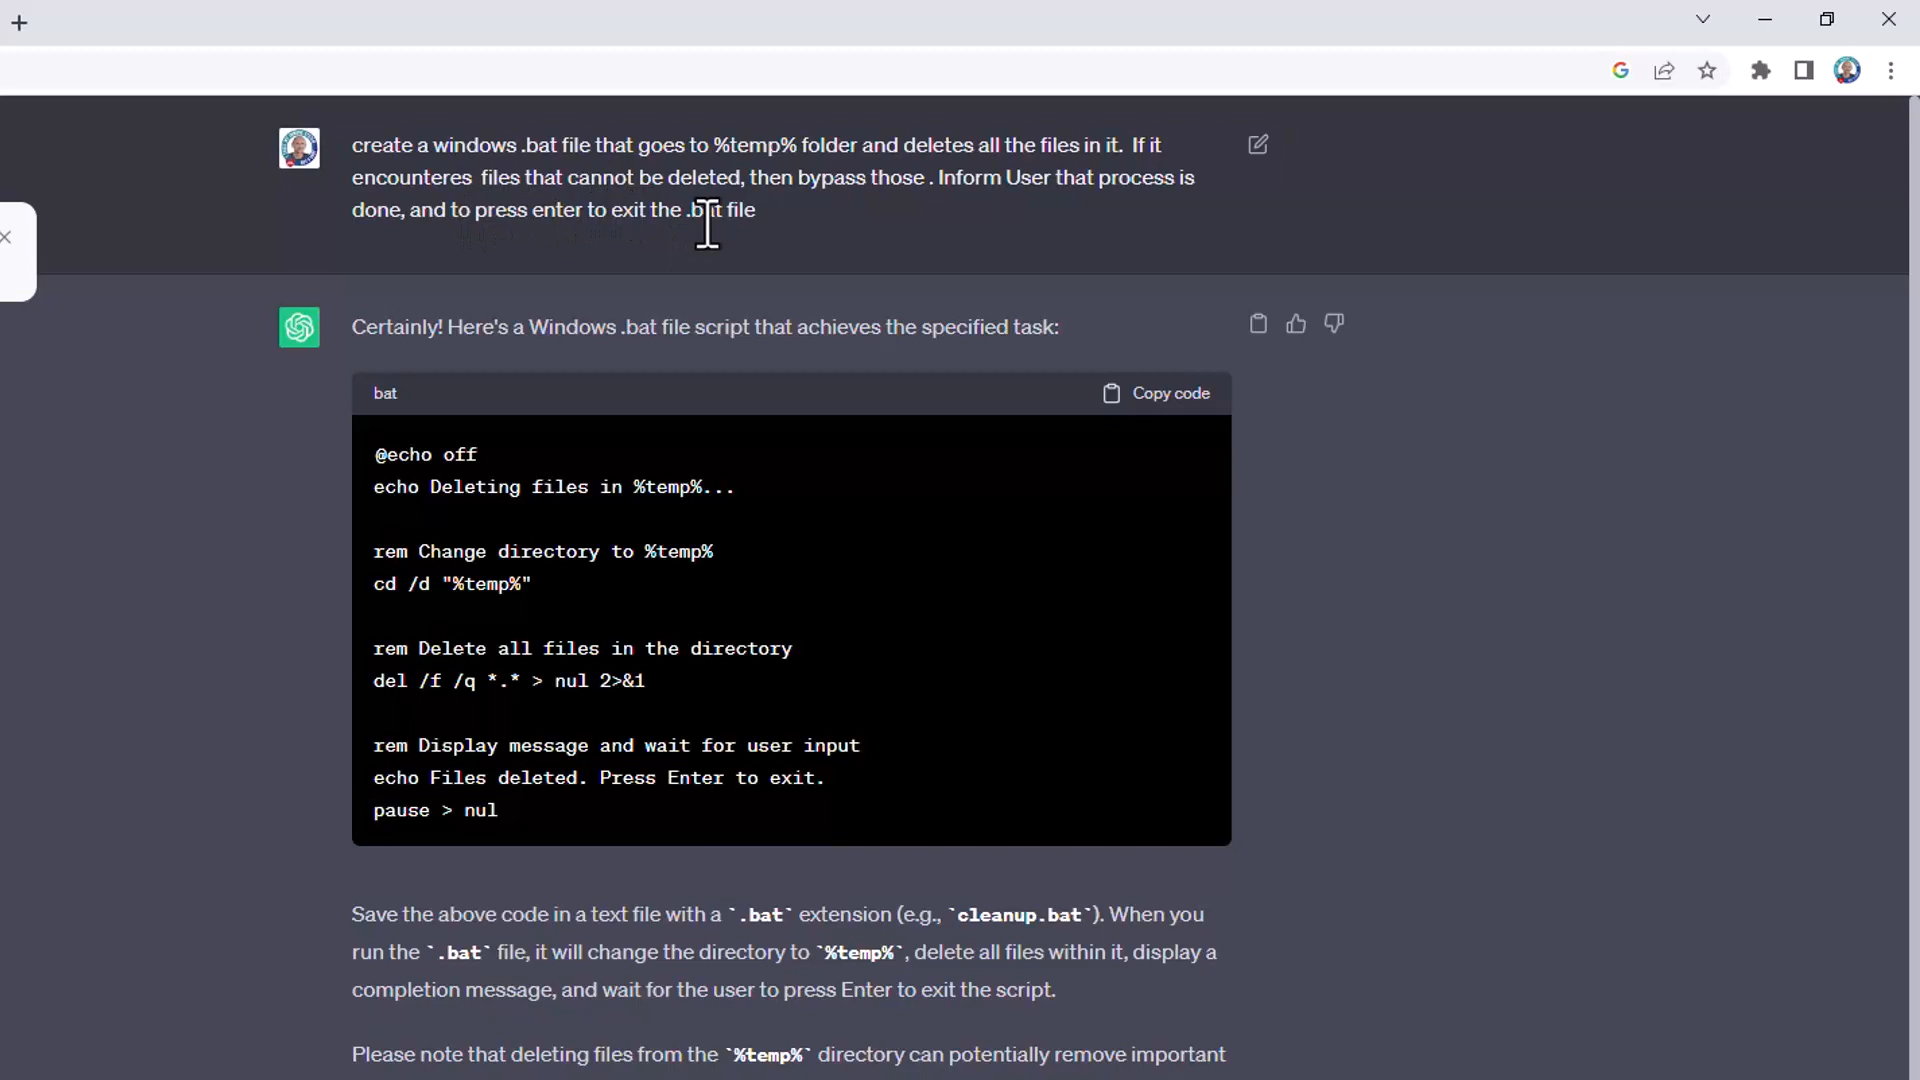 create a windows .bat file that goes to %temp% folder and deletes all the files in it.  If it
encounteres  files that cannot be deleted, then bypass those . Inform User that process is
done, and to press enter to exit the .bat file
Certainly! Here's a Windows .bat file script that achieves the specified task:
bat
Copy code
@echo off
echo Deleting files in %temp%...
rem Change directory to %temp%
cd /d "%temp%"
rem Delete all files in the directory
del /f /q *.* > nul 2>&1
rem Display message and wait for user input
echo Files deleted. Press Enter to exit.
pause > nul
Save the above code in a text file with a `.bat` extension (e.g., `cleanup.bat`). When you
run the `.bat` file, it will change the directory to `%temp%`, delete all files within it, display a
completion message, and wait for the user to press Enter to exit the script.
Please note that deleting files from the `%temp%` directory can potentially remove important